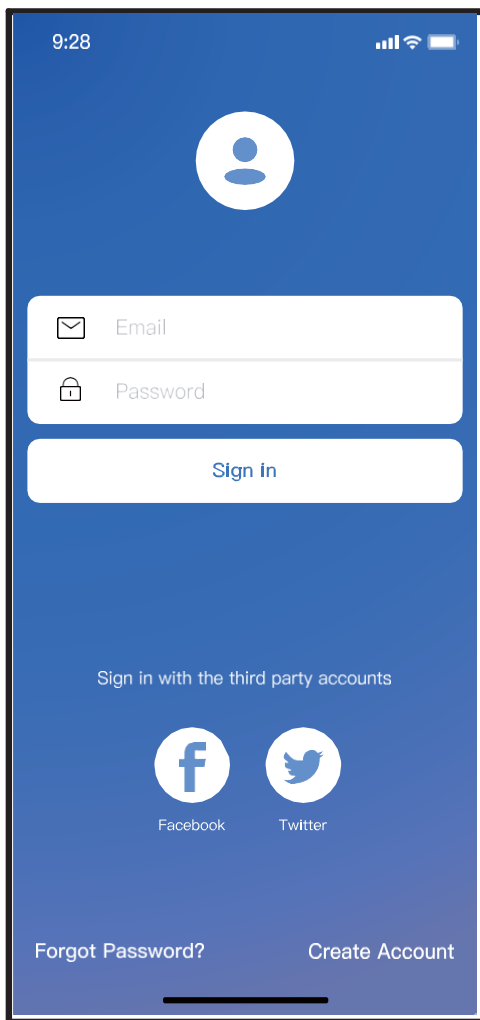 9:28
Email
Password
Sign in
Sign in with the third party accounts
Facebook Twitter
Forgot Password? Create Account